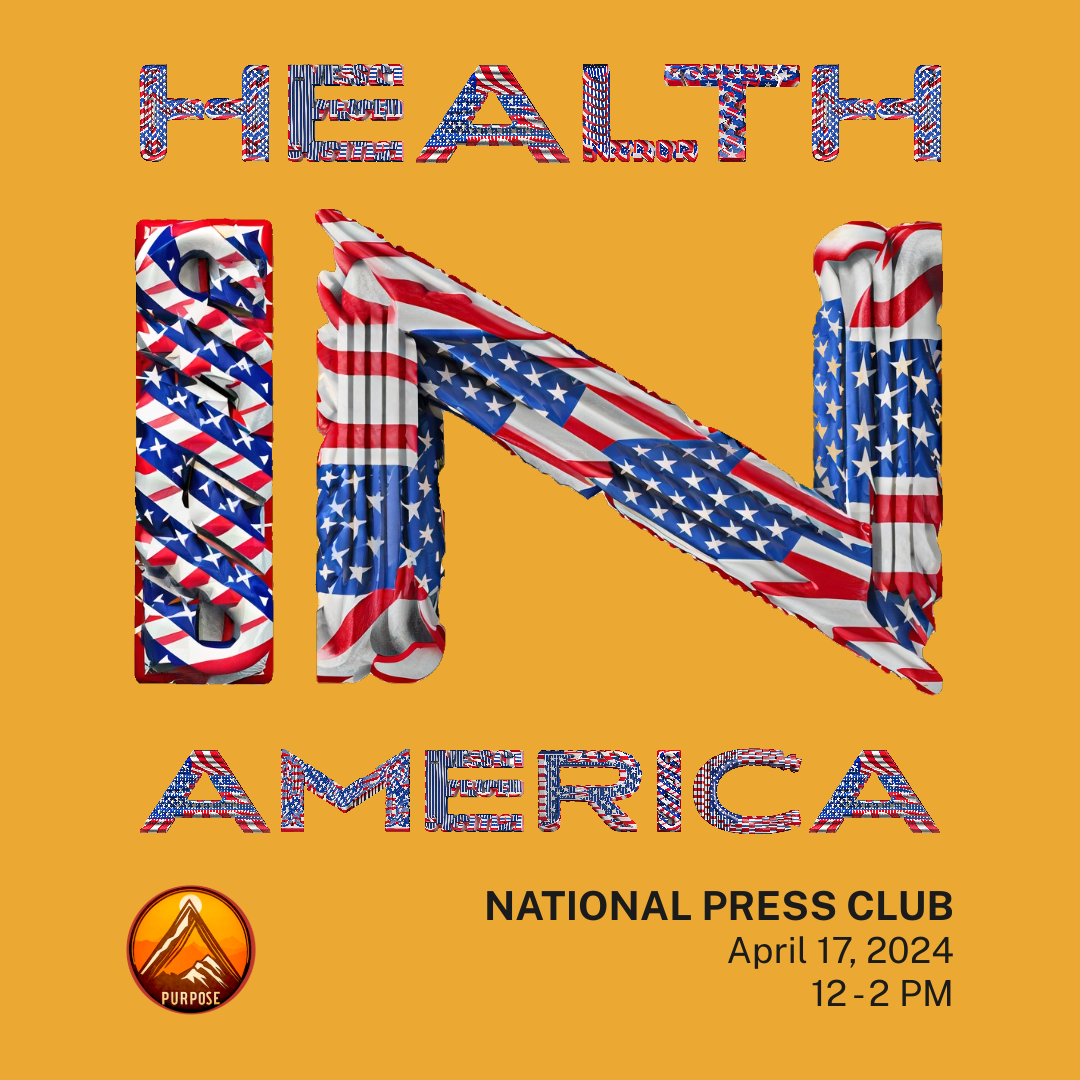 HEALTH
IN
AMERICA
PURPOSE
NATIONAL PRESS CLUB
April 17, 2024
12 - 2 PM